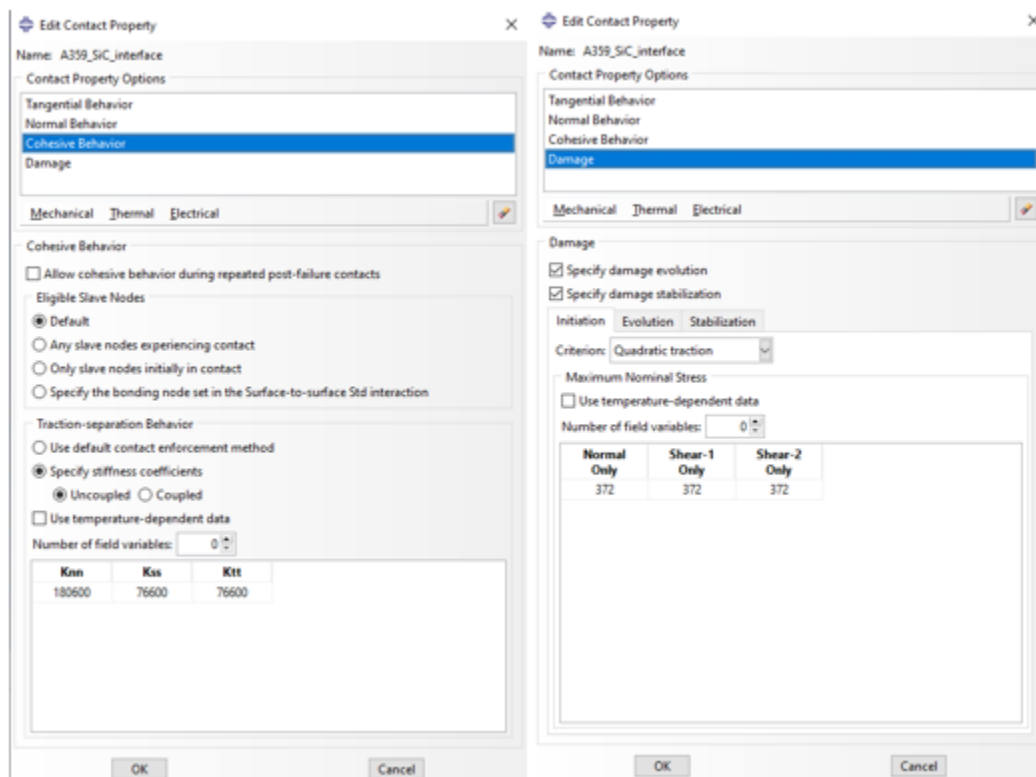 Edit Contact Property
Name: A359_SiC_interface
Contact Property Options
Tangential Behavior
Normal Behavior
Cohesive Behavior
Damage
Mechanical Thermal Electrical
Cohesive Behavior
Allow cohesive behavior during repeated post-failure contacts
Eligible Slave Nodes
Default
Any slave nodes experiencing contact
Only slave nodes initially in contact
Specify the bonding node set in the Surface-to-surface Std interaction
Traction-separation Behavior
Use default contact enforcement method
Specify stiffness coefficients
Uncoupled Coupled
Use temperature-dependent data
Number of field variables: 0
Knn Kss Ktt
180600 76600 76600
OK Cancel
Edit Contact Property
Name: A359_SiC_interface
Contact Property Options
Tangential Behavior
Normal Behavior
Cohesive Behavior
Damage
Mechanical Thermal Electrical
Damage
Specify damage evolution
Specify damage stabilization
Initiation Evolution Stabilization
Criterion: Quadratic traction
Maximum Nominal Stress
Use temperature-dependent data
Number of field variables: 0
Normal Shear-1 Shear-2
Only Only Only
372 372 372
OK Cancel